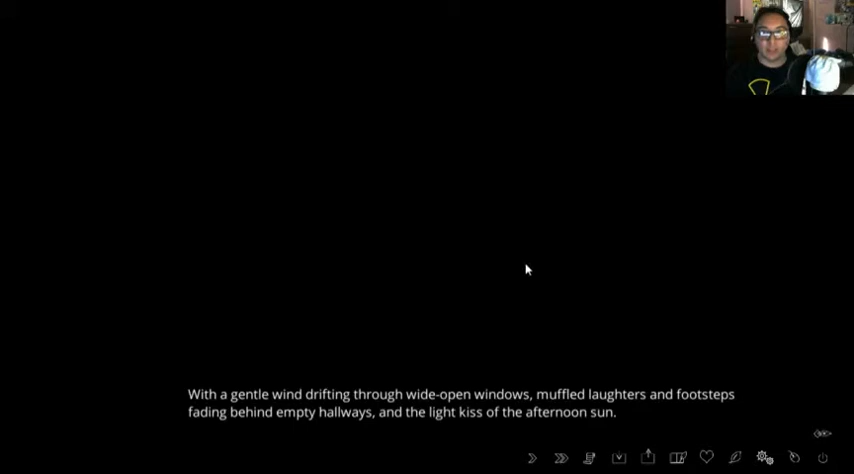 With a gentle wind drifting through wide-open windows, muffled laughters and footsteps
fading behind empty hallways, and the light kiss of the afternoon sun.